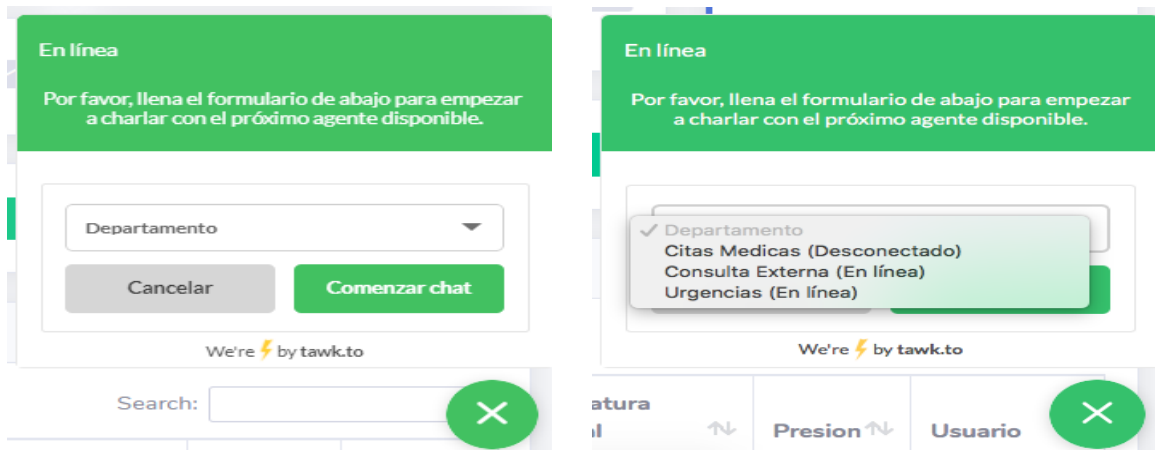 En línea
Por favor, llena el formulario de abajo para empezar
a charlar con el próximo agente disponible.
Departamento
Cancelar
Comenzar chat
We're ⚡ by tawk.to
Search:
En línea
Por favor, llena el formulario de abajo para empezar
a charlar con el próximo agente disponible.
✓ Departamento
Citas Medicas (Desconectado)
Consulta Externa (En línea)
Urgencias (En línea)
We're ⚡ by tawk.to
atura
al
Presion
Usuario